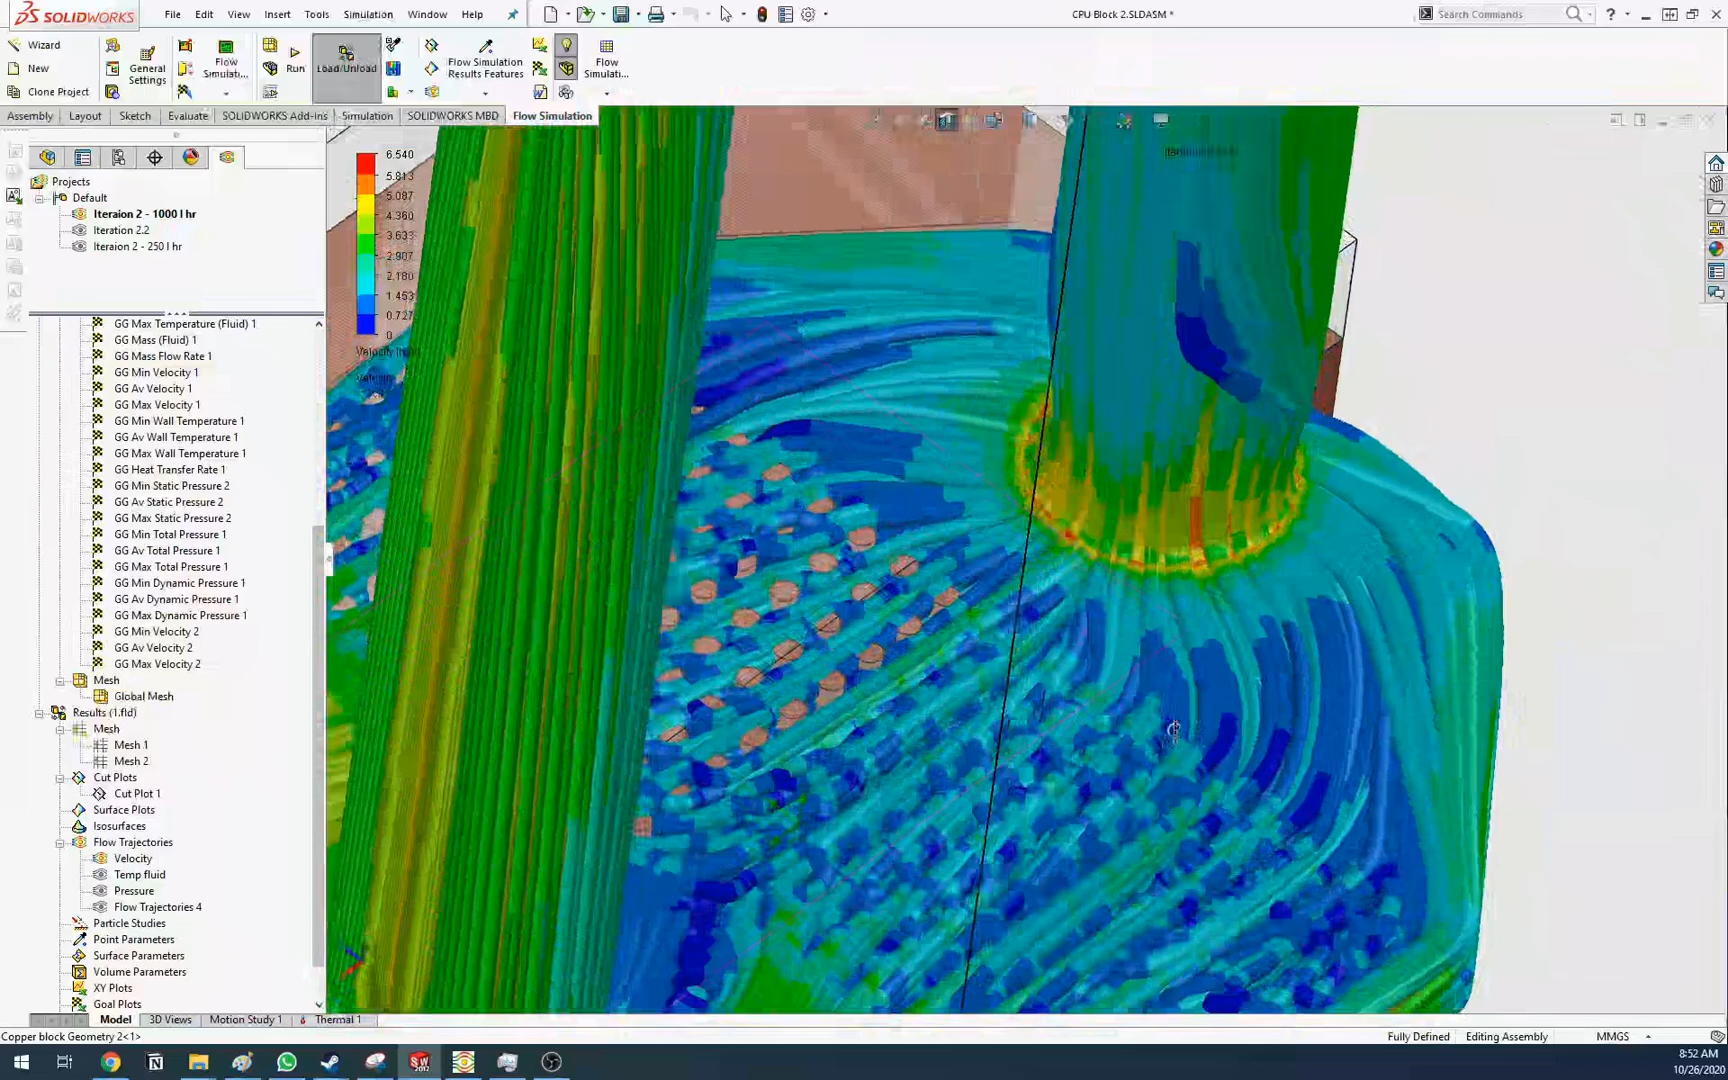 SOLIDWORKS
File Edit View Insert Tools Simulation Window Help
CPU Block 2.SLDASM *
Search Commands
Wizard
New
Clone Project
General Settings
Flow Simulati...
Run
Load/Unload
Flow Simulation Results Features
Flow Simulati...
Assembly Layout Sketch Evaluate SOLIDWORKS Add-Ins Simulation SOLIDWORKS MBD Flow Simulation
Projects
Default
Iteraion 2 - 1000 l hr
Iteration 2.2
Iteraion 2 - 250 l hr
GG Max Temperature (Fluid) 1
GG Mass (Fluid) 1
GG Mass Flow Rate 1
GG Min Velocity 1
GG Av Velocity 1
GG Max Velocity 1
GG Min Wall Temperature 1
GG Av Wall Temperature 1
GG Max Wall Temperature 1
GG Heat Transfer Rate 1
GG Min Static Pressure 2
GG Av Static Pressure 2
GG Max Static Pressure 2
GG Min Total Pressure 1
GG Av Total Pressure 1
GG Max Total Pressure 1
GG Min Dynamic Pressure 1
GG Av Dynamic Pressure 1
GG Max Dynamic Pressure 1
GG Min Velocity 2
GG Av Velocity 2
GG Max Velocity 2
Mesh
Global Mesh
Results (1.fld)
Mesh
Mesh 1
Mesh 2
Cut Plots
Cut Plot 1
Surface Plots
Isosurfaces
Flow Trajectories
Velocity
Temp fluid
Pressure
Flow Trajectories 4
Particle Studies
Point Parameters
Surface Parameters
Volume Parameters
XY Plots
Goal Plots
6.540
5.813
5.087
4.360
3.633
2.907
2.180
1.453
0.727
0
Velocity
Model 3D Views Motion Study 1 Thermal 1
Copper block Geometry 2<1>
Fully Defined Editing Assembly MMGS
8:52 AM
10/26/2020